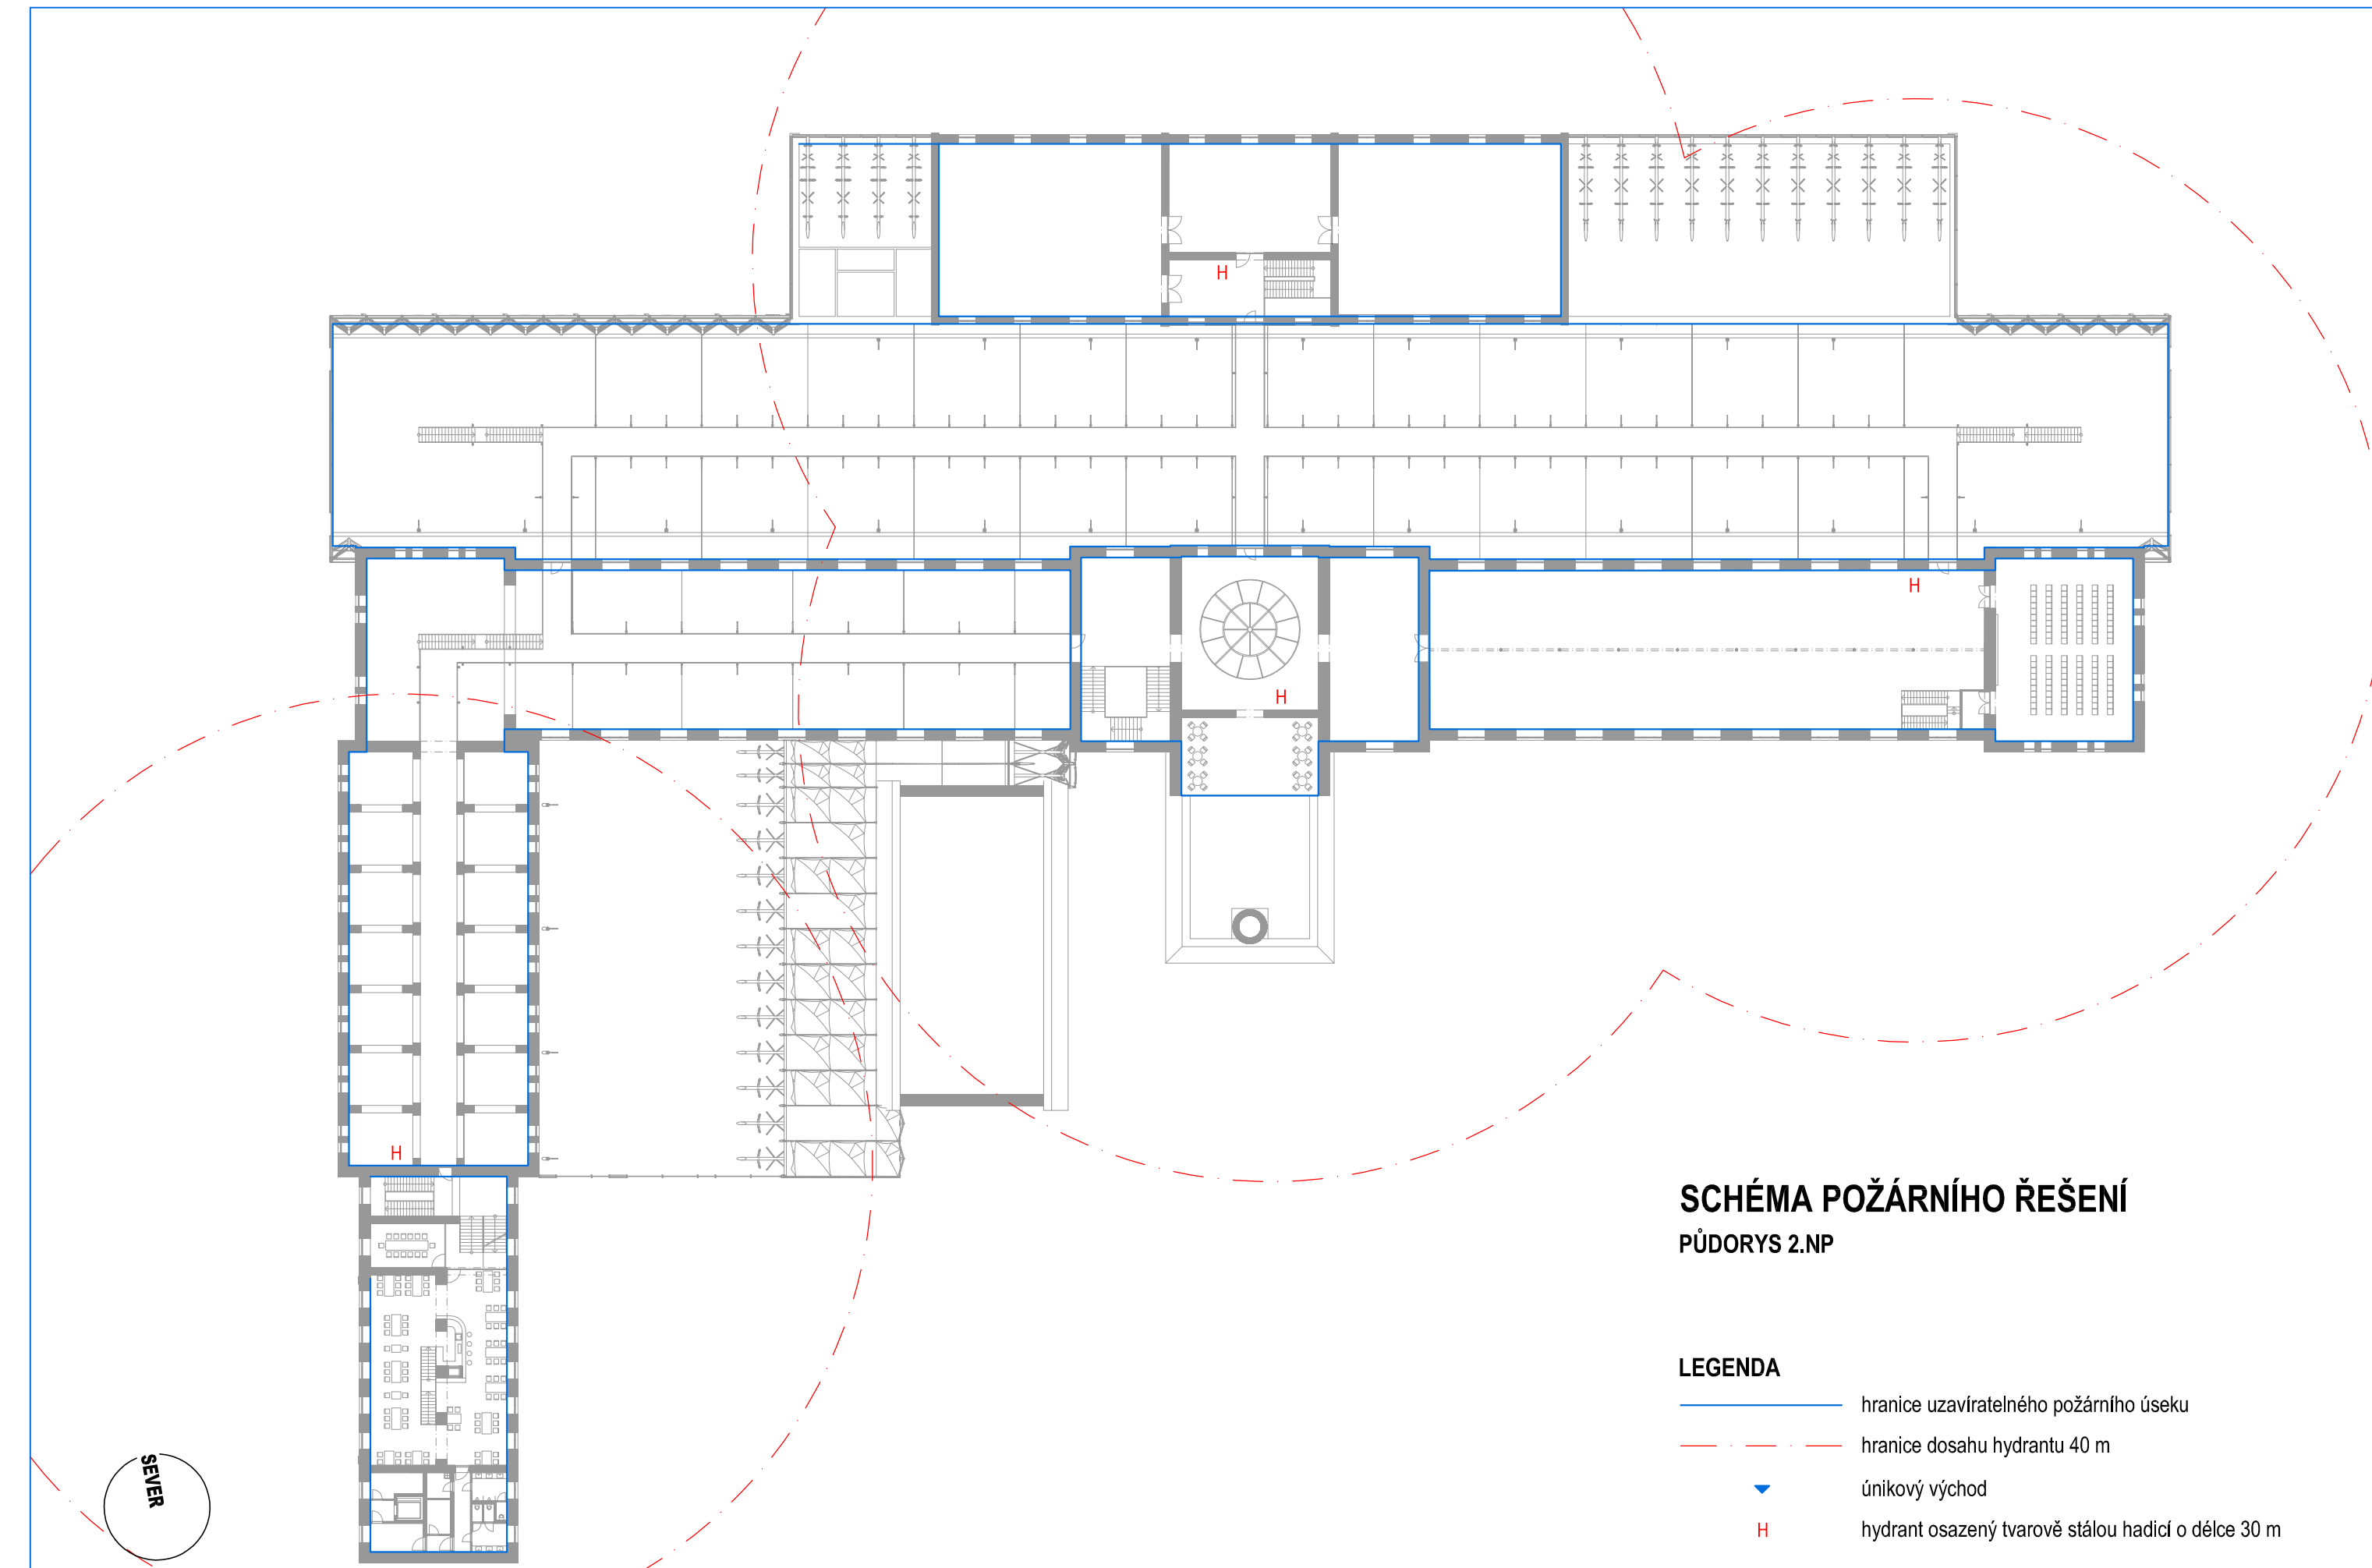 H
H
H
H
SCHÉMA POŽÁRNÍHO ŘEŠENÍ
PŮDORYS 2.NP
LEGENDA
hranice uzavíratelného požárního úseku
hranice dosahu hydrantu 40 m
únikový východ
H hydrant osazený tvarově stálou hadicí o délce 30 m
SEVER